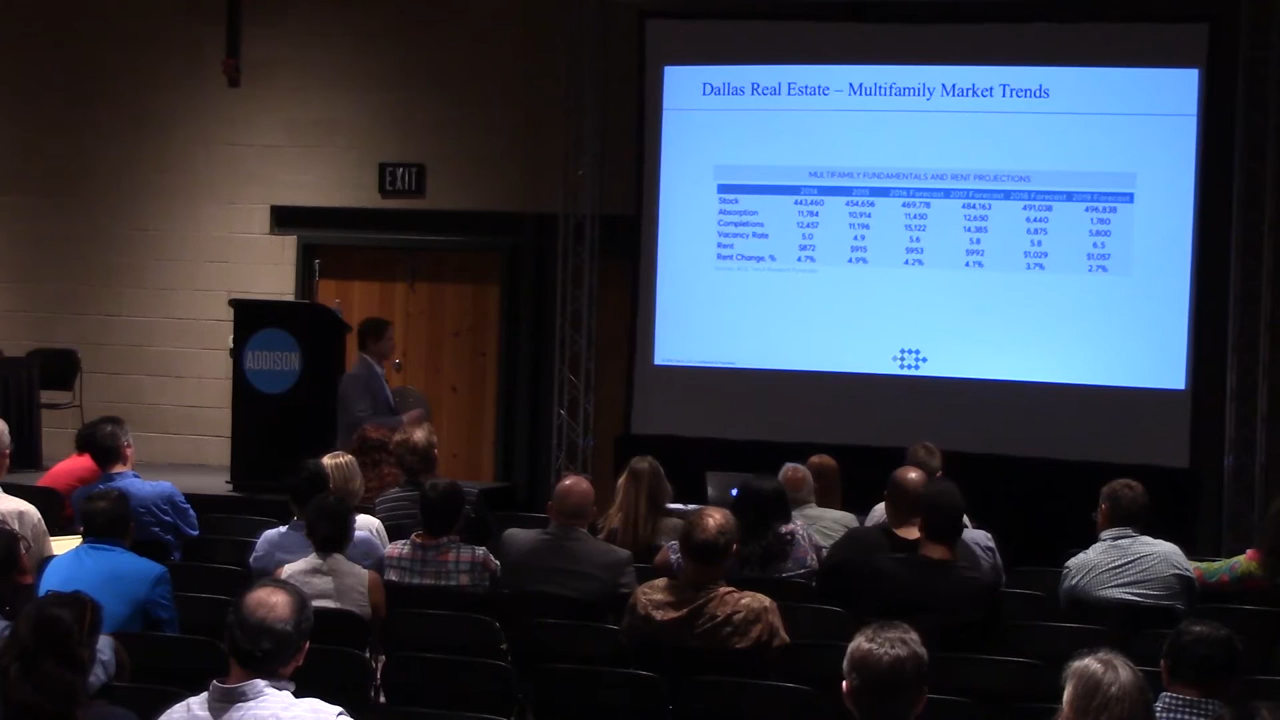 Dallas Real Estate – Multifamily Market Trends
EXIT
MULTIFAMILY FUNDAMENTALS AND RENT PROJECTIONS
2014 2015 2016 Forecast 2017 Forecast 2018 Forecast 2019 Forecast
Stock 443,460 454,656 469,778 484,163 491,038 496,838
Absorption 11,784 10,914 11,450 12,650 6,440 1,780
Completions 12,457 11,196 15,122 14,385 6,875 5,800
Vacancy Rate 5.0 4.9 5.6 5.8 5.8 6.5
Rent $872 $915 $953 $992 $1,029 $1,057
Rent Change, % 4.7% 4.9% 4.2% 4.1% 3.7% 2.7%
ADDISON